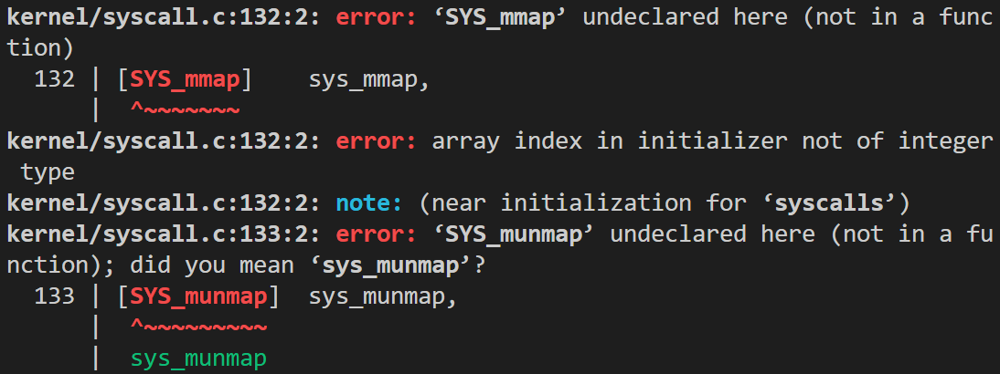 kernel/syscall.c:132:2: error: ‘SYS_mmap’ undeclared here (not in a func
tion)
  132 | [SYS_mmap]    sys_mmap,
      |  ^~~~~~~~
kernel/syscall.c:132:2: error: array index in initializer not of integer
 type
kernel/syscall.c:132:2: note: (near initialization for ‘syscalls’)
kernel/syscall.c:133:2: error: ‘SYS_munmap’ undeclared here (not in a fu
nction); did you mean ‘sys_munmap’?
  133 | [SYS_munmap]  sys_munmap,
      |  ^~~~~~~~~~
      |  sys_munmap